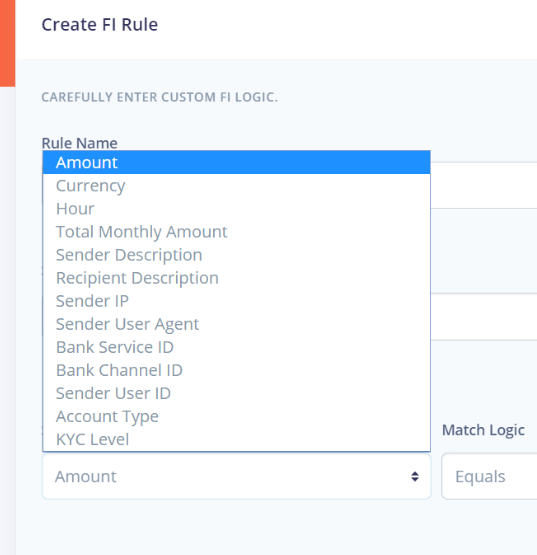 Create FI Rule
CAREFULLY ENTER CUSTOM FI LOGIC.
Rule Name
Amount
Currency
Hour
Total Monthly Amount
Sender Description
Recipient Description
Sender IP
Sender User Agent
Bank Service ID
Bank Channel ID
Sender User ID
Account Type
KYC Level
Match Logic
Amount
Equals